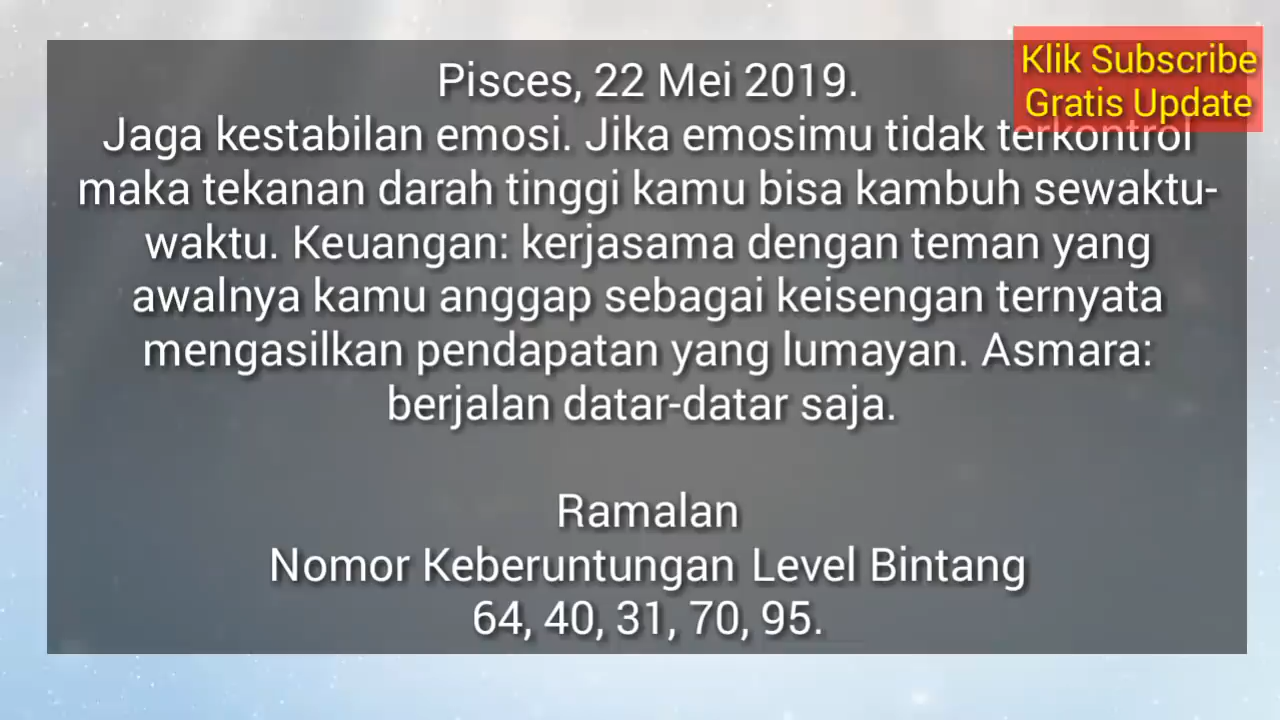 Klik Subscribe
Gratis Update
Pisces, 22 Mei 2019.
Jaga kestabilan emosi. Jika emosimu tidak terkontrol
maka tekanan darah tinggi kamu bisa kambuh sewaktu-
waktu. Keuangan: kerjasama dengan teman yang
awalnya kamu anggap sebagai keisengan ternyata
mengasilkan pendapatan yang lumayan. Asmara:
berjalan datar-datar saja.
Ramalan
Nomor Keberuntungan Level Bintang
64, 40, 31, 70, 95.